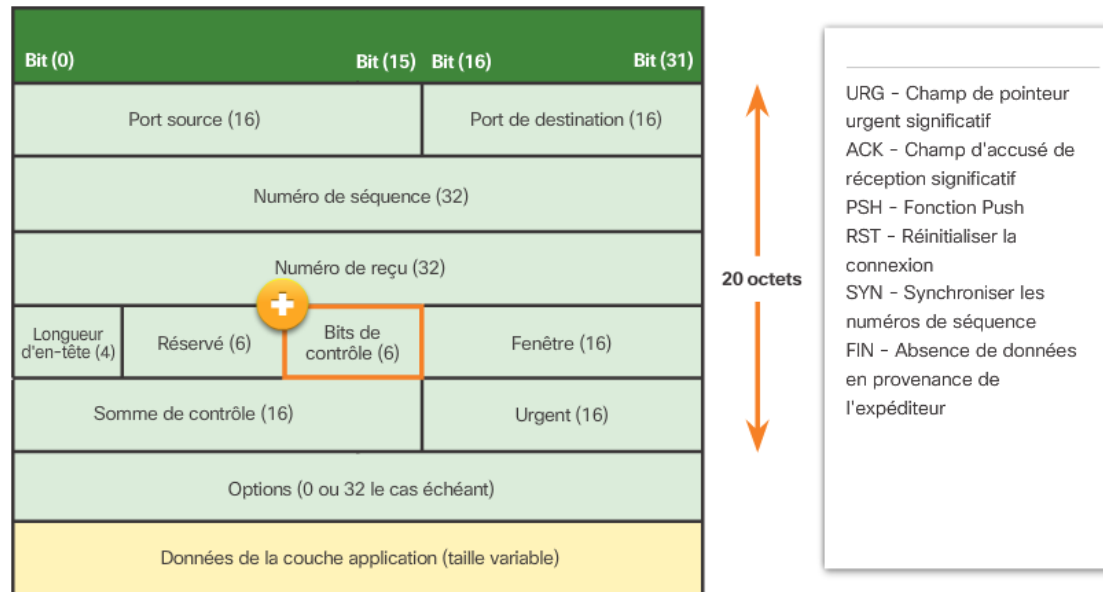 Bit (0) Bit (15) Bit (16) Bit (31)
Port source (16) Port de destination (16)
Numéro de séquence (32)
Numéro de reçu (32)
20 octets
Longueur
d'en-tête (4)
Réservé (6)
Bits de
contrôle (6)
Fenêtre (16)
Somme de contrôle (16) Urgent (16)
Options (0 ou 32 le cas échéant)
Données de la couche application (taille variable)
URG - Champ de pointeur
urgent significatif
ACK - Champ d'accusé de
réception significatif
PSH - Fonction Push
RST - Réinitialiser la
connexion
SYN - Synchroniser les
numéros de séquence
FIN - Absence de données
en provenance de
l'expéditeur